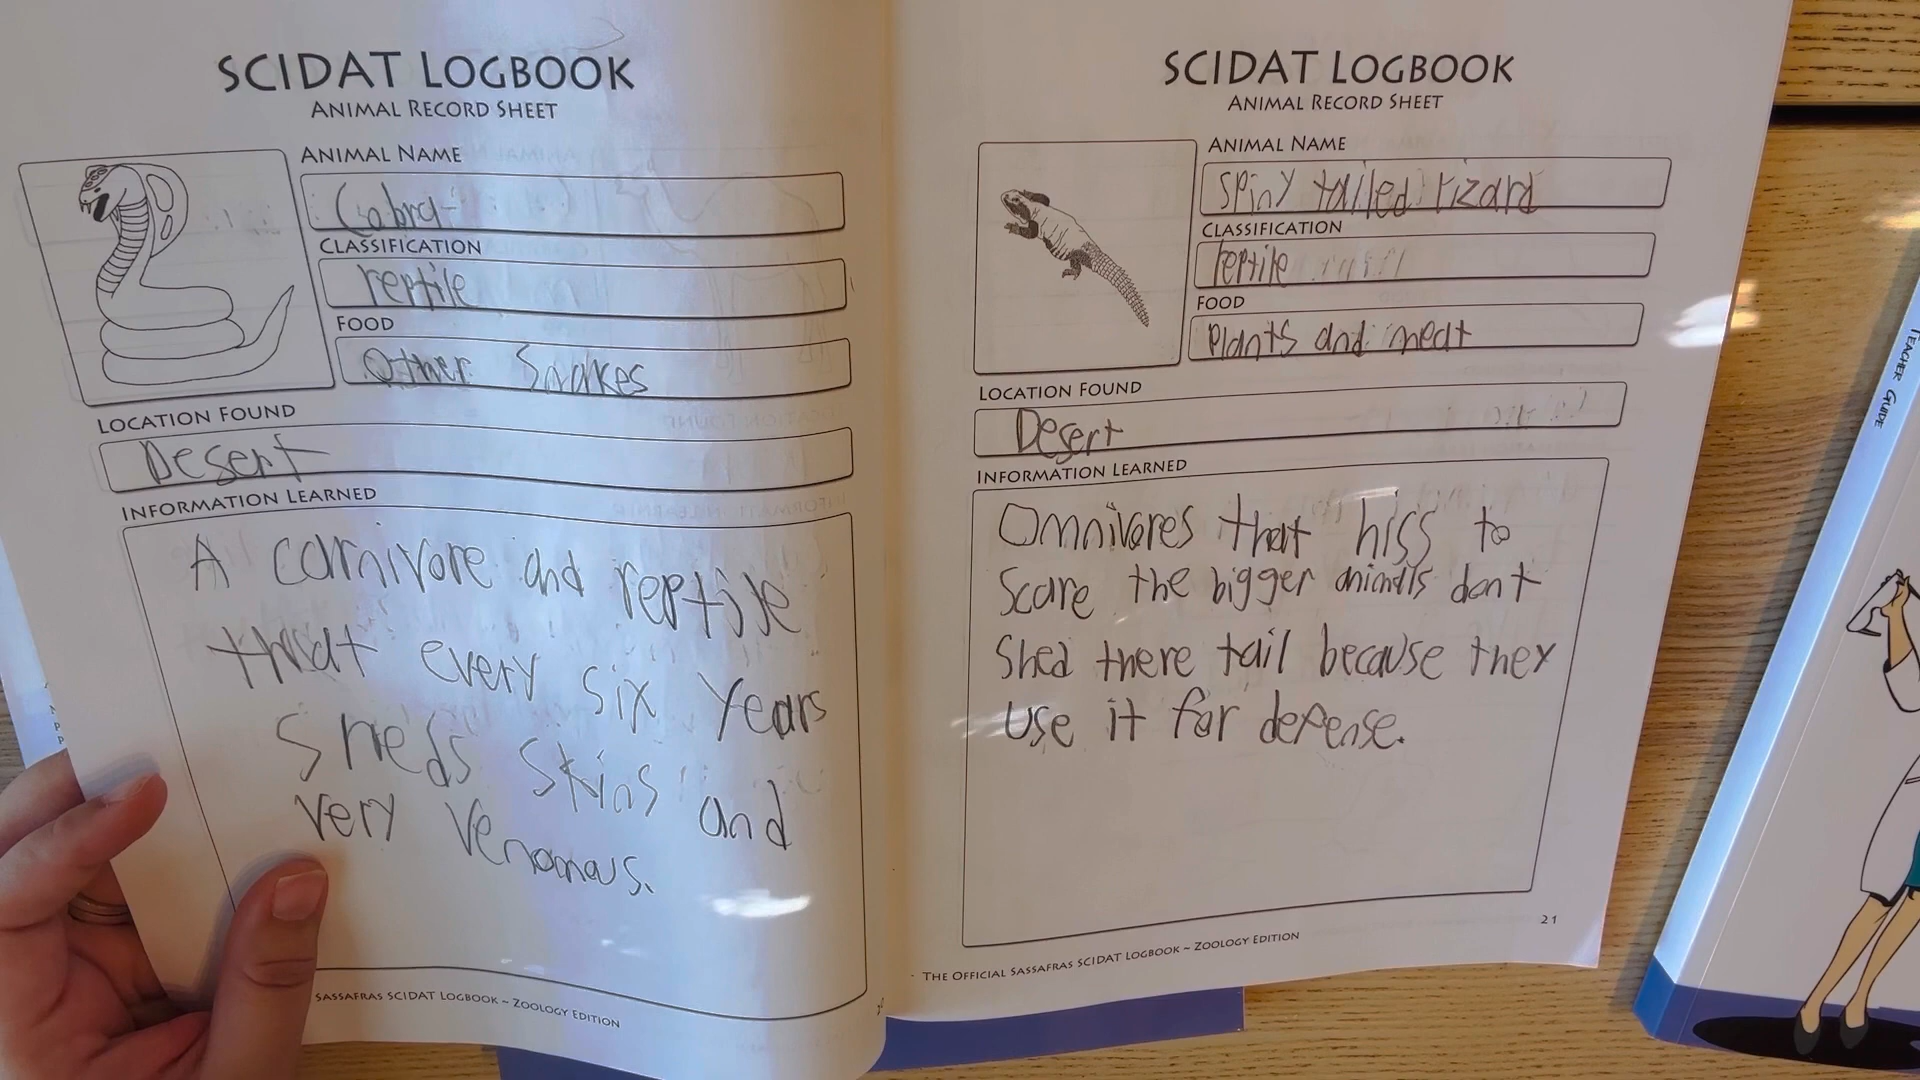 SCIDAT LOGBOOK
ANIMAL RECORD SHEET
ANIMAL NAME
Cobra
CLASSIFICATION
reptile
FOOD
Other Snakes
LOCATION FOUND
Desert
INFORMATION LEARNED
A carnivore and reptile
that every six years
sheds skins and
very venomous.
SASSAFRAS SCIDAT LOGBOOK ~ ZOOLOGY EDITION
SCIDAT LOGBOOK
ANIMAL RECORD SHEET
ANIMAL NAME
Spiny tailed lizard
CLASSIFICATION
reptile
FOOD
Plants and meat
LOCATION FOUND
Desert
INFORMATION LEARNED
Omnivores that hiss to
scare the bigger animals dont
shed there tail because they
use it for defense.
21
THE OFFICIAL SASSAFRAS SCIDAT LOGBOOK ~ ZOOLOGY EDITION
TEACHER GUIDE